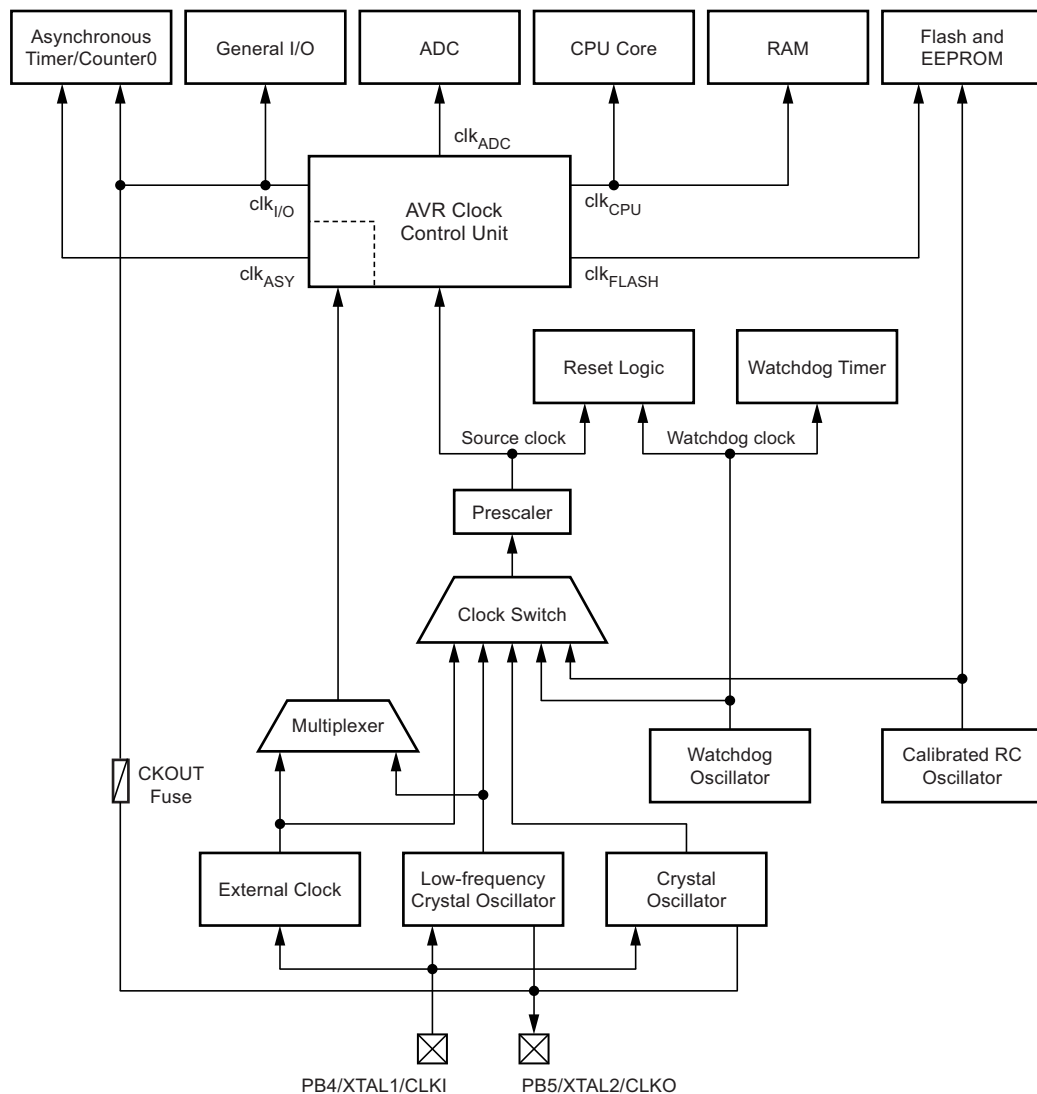 Asynchronous
Timer/Counter0
General I/O
ADC
CPU Core
RAM
Flash and
EEPROM
clkADC
clkI/O
AVR Clock
Control Unit
clkCPU
clkASY
clkFLASH
Reset Logic
Watchdog Timer
Source clock
Watchdog clock
Prescaler
Clock Switch
Multiplexer
CKOUT
Fuse
Watchdog
Oscillator
Calibrated RC
Oscillator
External Clock
Low-frequency
Crystal Oscillator
Crystal
Oscillator
PB4/XTAL1/CLKI
PB5/XTAL2/CLKO